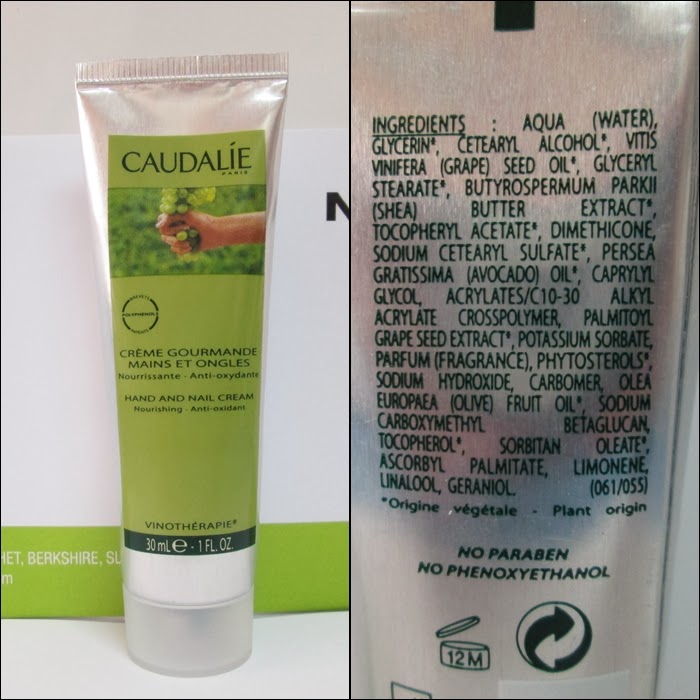 CAUDALÍE
PARIS
BREVETS
POLYPHENOL
PATENTS
CRÈME GOURMANDE
MAINS ET ONGLES
Nourrissante - Anti-oxydante
HAND AND NAIL CREAM
Nourishing - Anti-oxidant
VINOTHÉRAPIE®
30 mL e - 1 FL. OZ.
N
HET, BERKSHIRE, SL
m
INGREDIENTS : AQUA (WATER),
GLYCERIN*, CETEARYL ALCOHOL*, VITIS
VINIFERA (GRAPE) SEED OIL*, GLYCERYL
STEARATE*, BUTYROSPERMUM PARKII
(SHEA) BUTTER EXTRACT*,
TOCOPHERYL ACETATE*, DIMETHICONE,
SODIUM CETEARYL SULFATE*, PERSEA
GRATISSIMA (AVOCADO) OIL*, CAPRYLYL
GLYCOL, ACRYLATES/C10-30 ALKYL
ACRYLATE CROSSPOLYMER, PALMITOYL
GRAPE SEED EXTRACT*, POTASSIUM SORBATE,
PARFUM (FRAGRANCE), PHYTOSTEROLS*,
SODIUM HYDROXIDE, CARBOMER, OLEA
EUROPAEA (OLIVE) FRUIT OIL*, SODIUM
CARBOXYMETHYL BETAGLUCAN,
TOCOPHEROL*, SORBITAN OLEATE*,
ASCORBYL PALMITATE, LIMONENE,
LINALOOL, GERANIOL. (061/055)
*Origine végétale - Plant origin
NO PARABEN
NO PHENOXYETHANOL
12 M